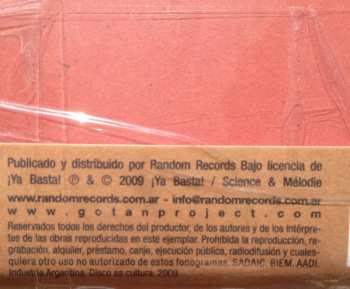 Publicado y distribuido por Random Records Bajo licencia de
¡Ya Basta! ℗ & © 2009 ¡Ya Basta! / Science & Mélodie
www.randomrecords.com.ar - info@randomrecords.com.ar
www.gotanproject.com
Reservados todos los derechos del productor, de los autores y de los intérpre-
tes de las obras reproducidas en este ejemplar. Prohibida la reproducción, re-
grabación, alquiler, préstamo, canje, ejecución pública, radiodifusión y cuales-
quiera otro uso no autorizado de estos fonogramas. SADAIC. BIEM. AADI.
Industria Argentina. Disco es cultura. 2009